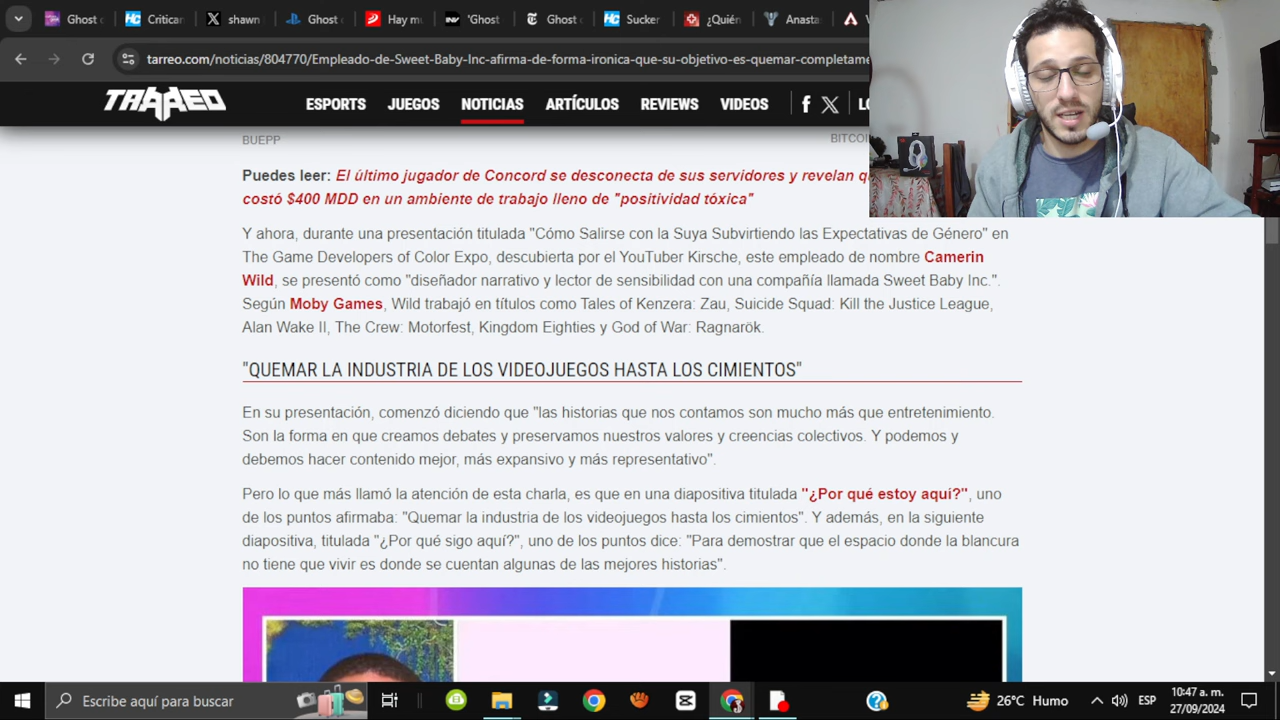 Ghost
Criticar
shawn
Ghost
Hay mu
'Ghost
Ghost
Sucker
¿Quién
Anasta
tarreo.com/noticias/804770/Empleado-de-Sweet-Baby-Inc-afirma-de-forma-ironica-que-su-objetivo-es-quemar-completame
TARREO ESPORTS JUEGOS NOTICIAS ARTÍCULOS REVIEWS VIDEOS
BUEPP BITCOI
Puedes leer: El último jugador de Concord se desconecta de sus servidores y revelan
costó $400 MDD en un ambiente de trabajo lleno de "positividad tóxica"
Y ahora, durante una presentación titulada "Cómo Salirse con la Suya Subvirtiendo las Expectativas de Género" en
The Game Developers of Color Expo, descubierta por el YouTuber Kirsche, este empleado de nombre Camerin
Wild, se presentó como "diseñador narrativo y lector de sensibilidad con una compañía llamada Sweet Baby Inc.".
Según Moby Games, Wild trabajó en títulos como Tales of Kenzera: Zau, Suicide Squad: Kill the Justice League,
Alan Wake II, The Crew: Motorfest, Kingdom Eighties y God of War: Ragnarök.
"QUEMAR LA INDUSTRIA DE LOS VIDEOJUEGOS HASTA LOS CIMIENTOS"
En su presentación, comenzó diciendo que "las historias que nos contamos son mucho más que entretenimiento.
Son la forma en que creamos debates y preservamos nuestros valores y creencias colectivos. Y podemos y
debemos hacer contenido mejor, más expansivo y más representativo".
Pero lo que más llamó la atención de esta charla, es que en una diapositiva titulada "¿Por qué estoy aquí?", uno
de los puntos afirmaba: "Quemar la industria de los videojuegos hasta los cimientos". Y además, en la siguiente
diapositiva, titulada "¿Por qué sigo aquí?", uno de los puntos dice: "Para demostrar que el espacio donde la blancura
no tiene que vivir es donde se cuentan algunas de las mejores historias".
Escribe aquí para buscar
26°C Humo
ESP
10:47 a. m.
27/09/2024